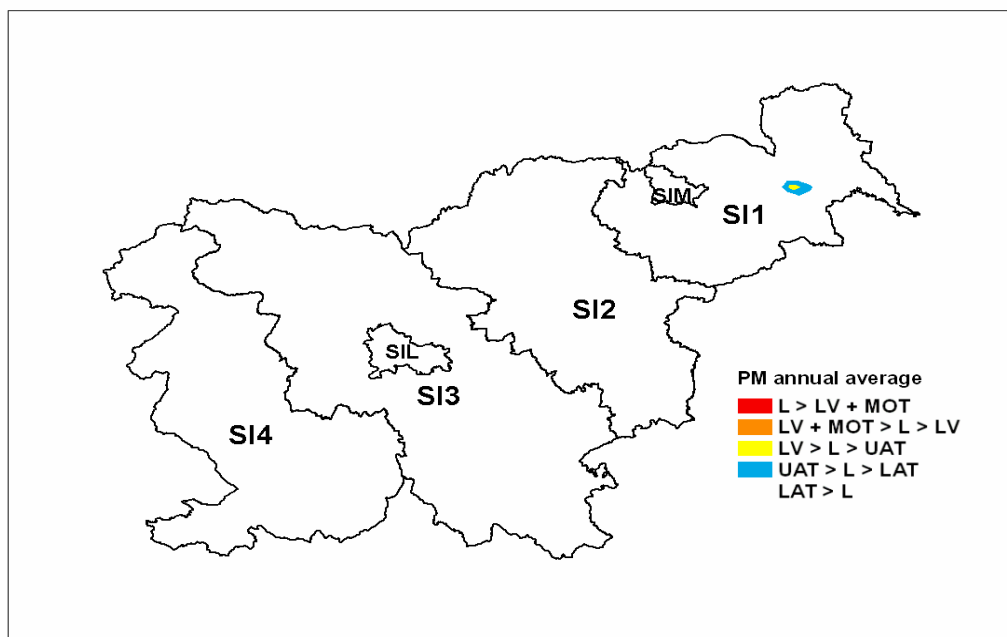 SIM
SI1
SI2
SIL
SI3
SI4
PM annual average
L > LV + MOT
LV + MOT > L > LV
LV > L > UAT
UAT > L > LAT
LAT > L